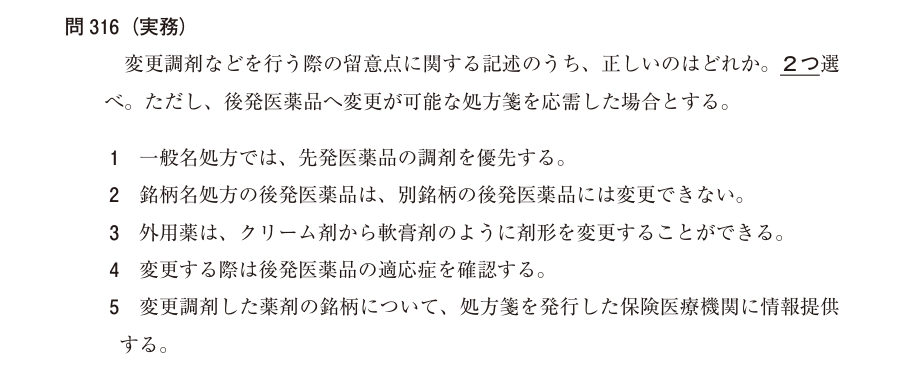 問 316（実務）
変更調剤などを行う際の留意点に関する記述のうち、正しいのはどれか。２つ選
べ。ただし、後発医薬品へ変更が可能な処方箋を応需した場合とする。
1　一般名処方では、先発医薬品の調剤を優先する。
2　銘柄名処方の後発医薬品は、別銘柄の後発医薬品には変更できない。
3　外用薬は、クリーム剤から軟膏剤のように剤形を変更することができる。
4　変更する際は後発医薬品の適応症を確認する。
5　変更調剤した薬剤の銘柄について、処方箋を発行した保険医療機関に情報提供
する。